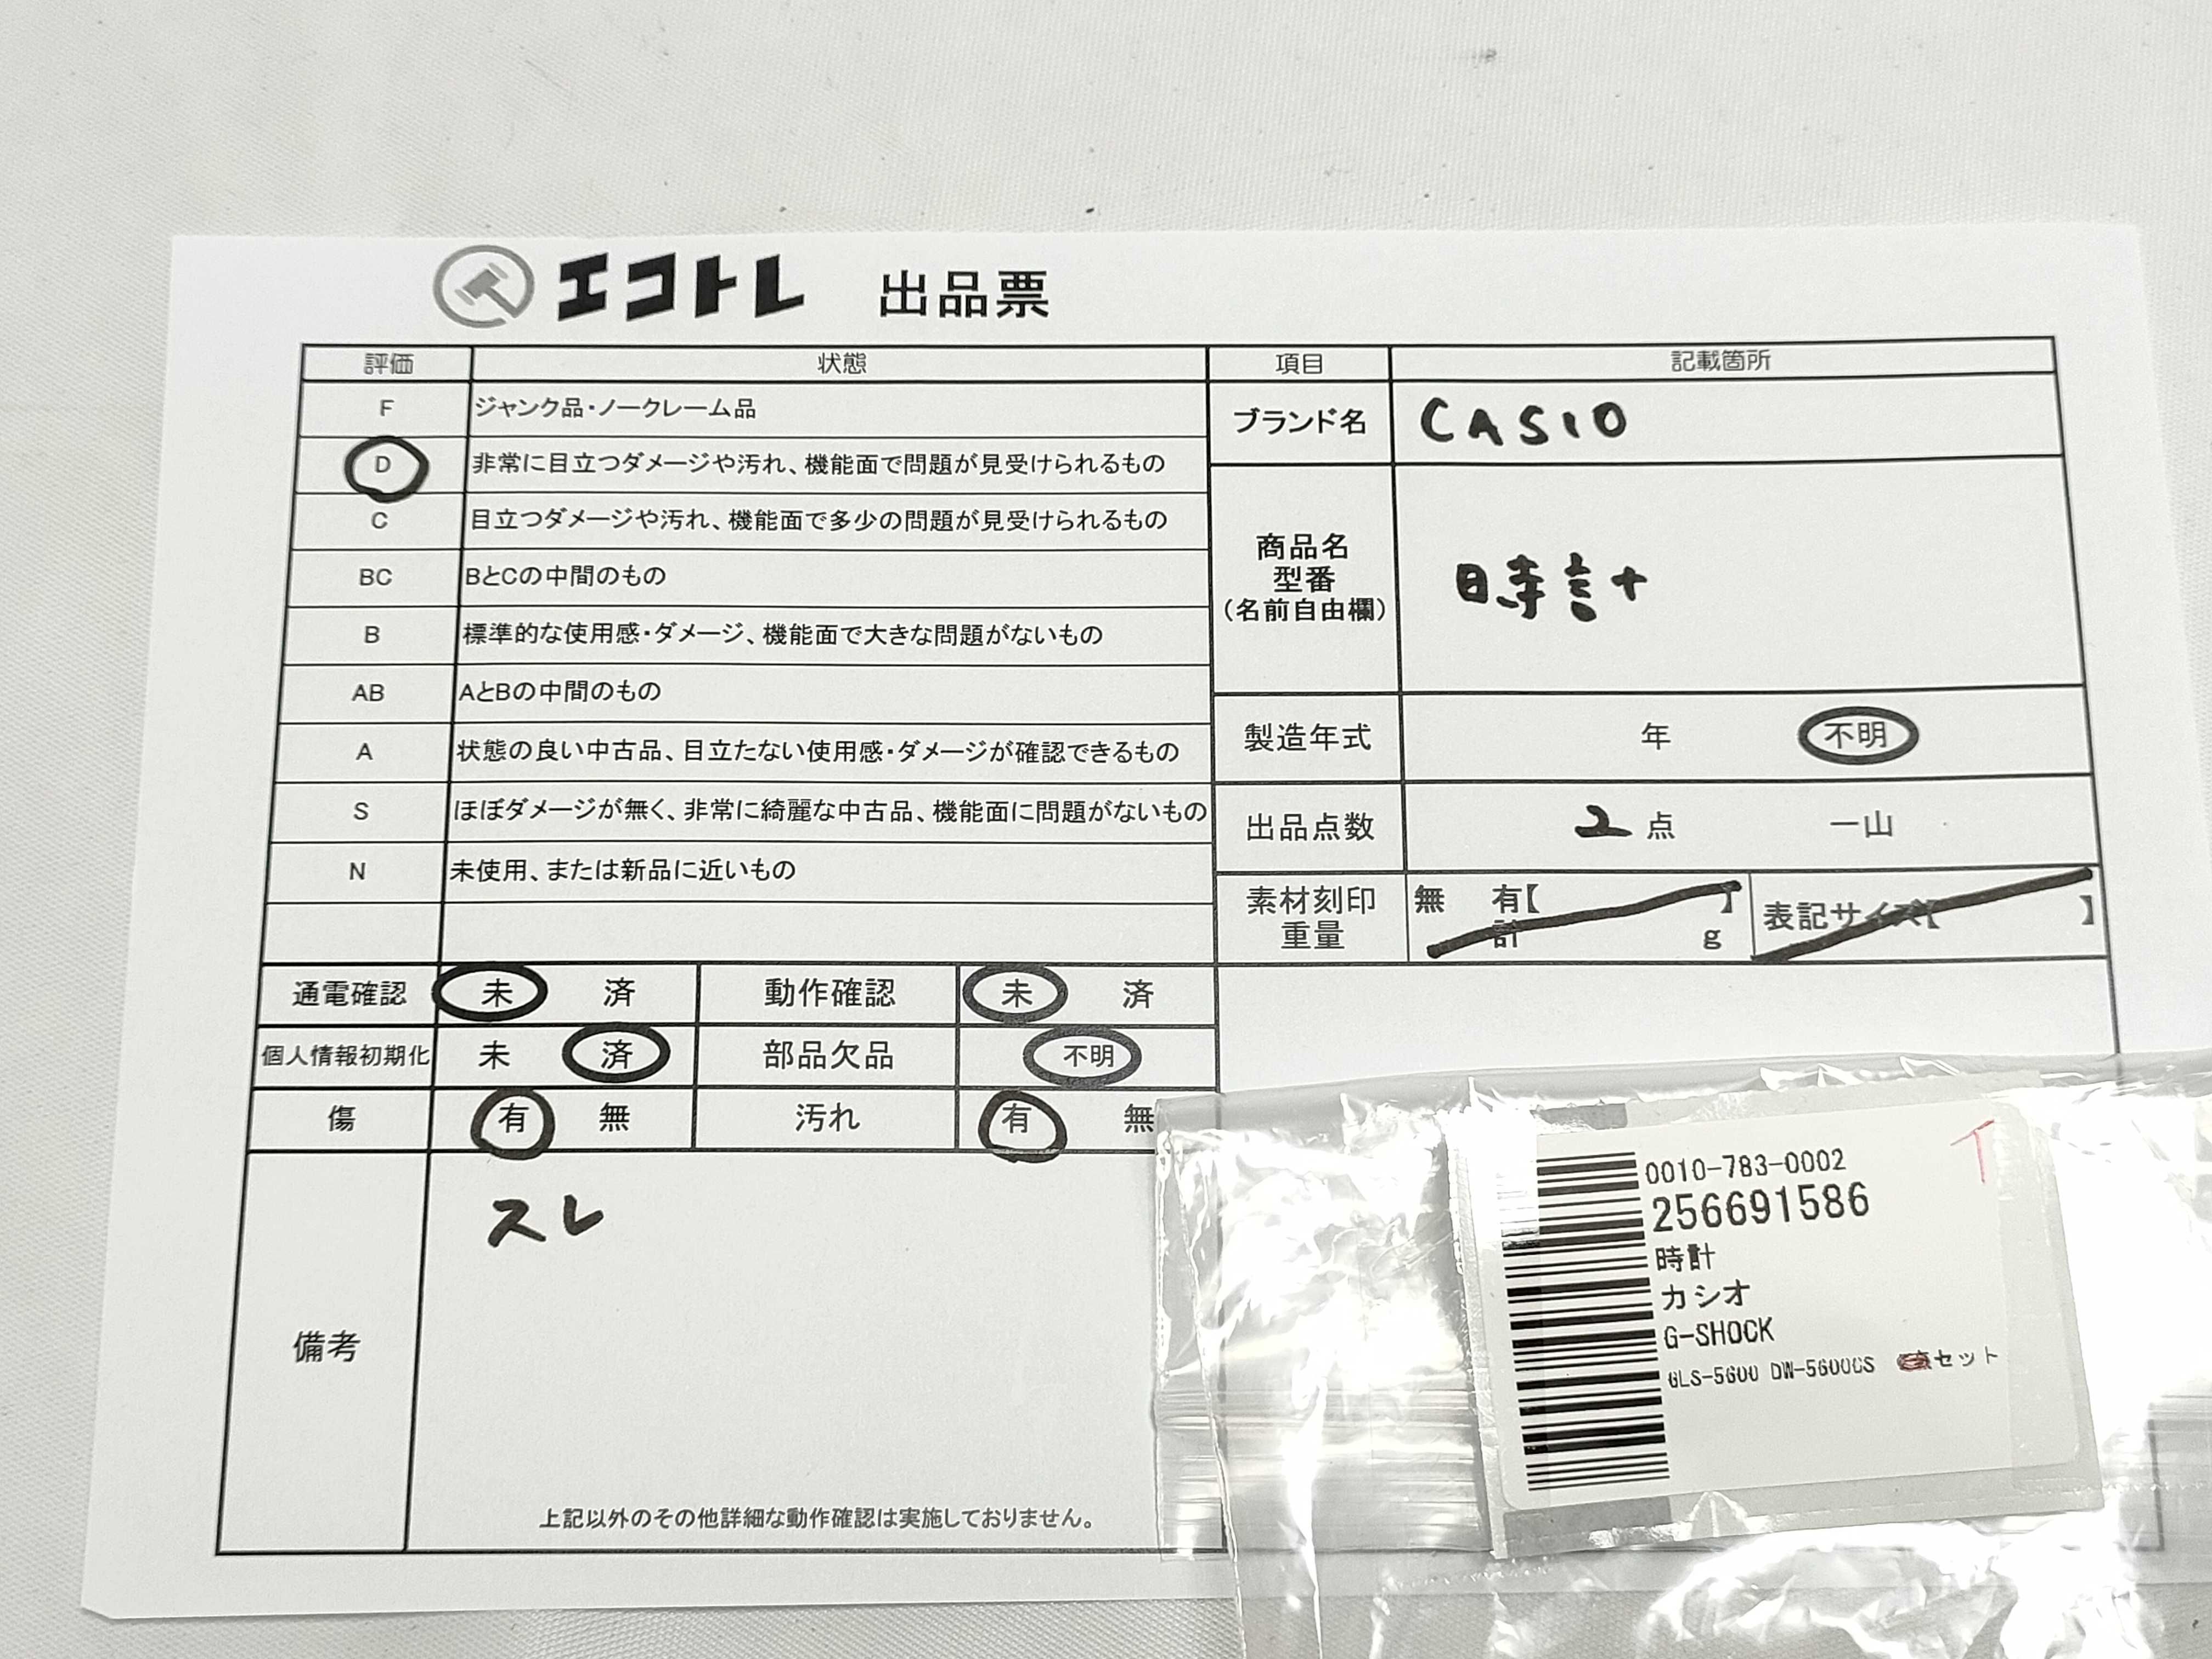 エコトレ 出品票
評価 状態
F ジャンク品・ノークレーム品
D 非常に目立つダメージや汚れ、機能面で問題が見受けられるもの
C 目立つダメージや汚れ、機能面で多少の問題が見受けられるもの
BC BとCの中間のもの
B 標準的な使用感・ダメージ、機能面で大きな問題がないもの
AB AとBの中間のもの
A 状態の良い中古品、目立たない使用感・ダメージが確認できるもの
S ほぼダメージが無く、非常に綺麗な中古品、機能面に問題がないもの
N 未使用、または新品に近いもの
項目 記載箇所
ブランド名 CASIO
商品名
型番
(名前自由欄)
時計
製造年式 年 不明
出品点数 2 点 一山
素材刻印 無 有【 】
重量 計 g
表記サイズ【 】
通電確認 未 済 動作確認 未 済
個人情報初期化 未 済 部品欠品 不明
傷 有 無 汚れ 有 無
備考
スレ
上記以外のその他詳細な動作確認は実施しておりません。
0010-783-0002
256691586
時計
カシオ
G-SHOCK
GLS-5600 DW-5600CS セット